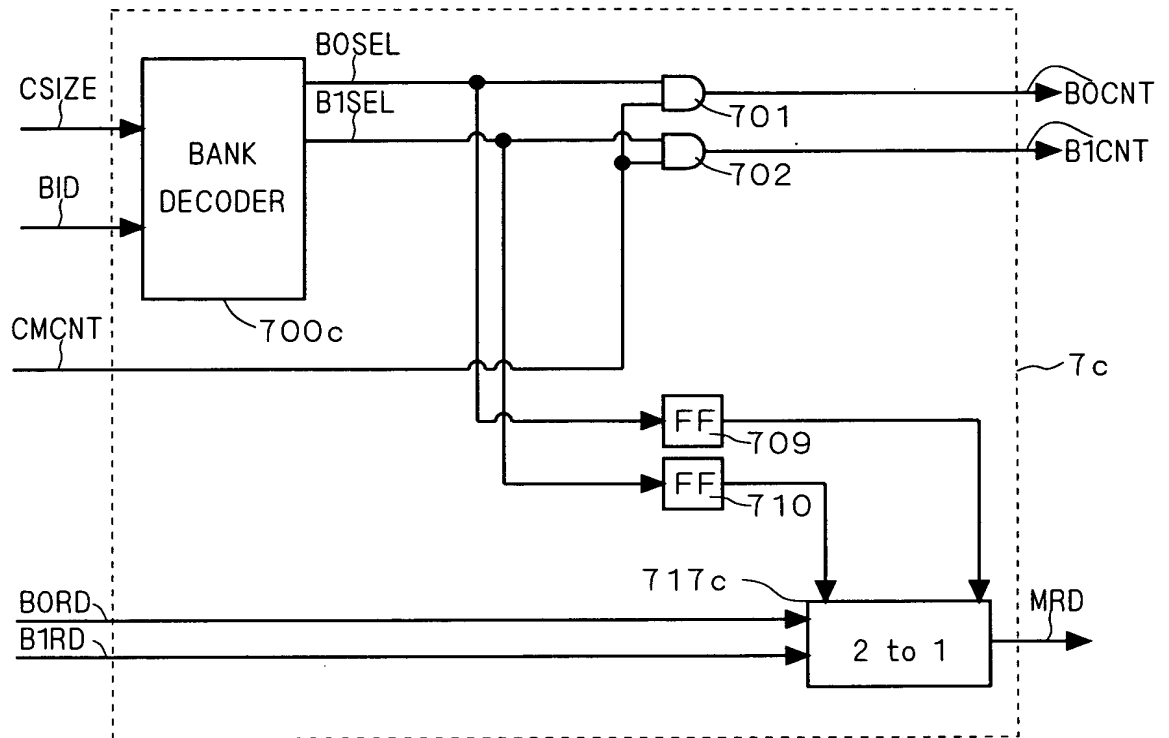 B0SEL
CSIZE
B1SEL
B0CNT
701
BANK
DECODER
B1CNT
702
BID
700c
CMCNT
7c
FF
709
FF
710
717c
B0RD
MRD
B1RD
2 to 1